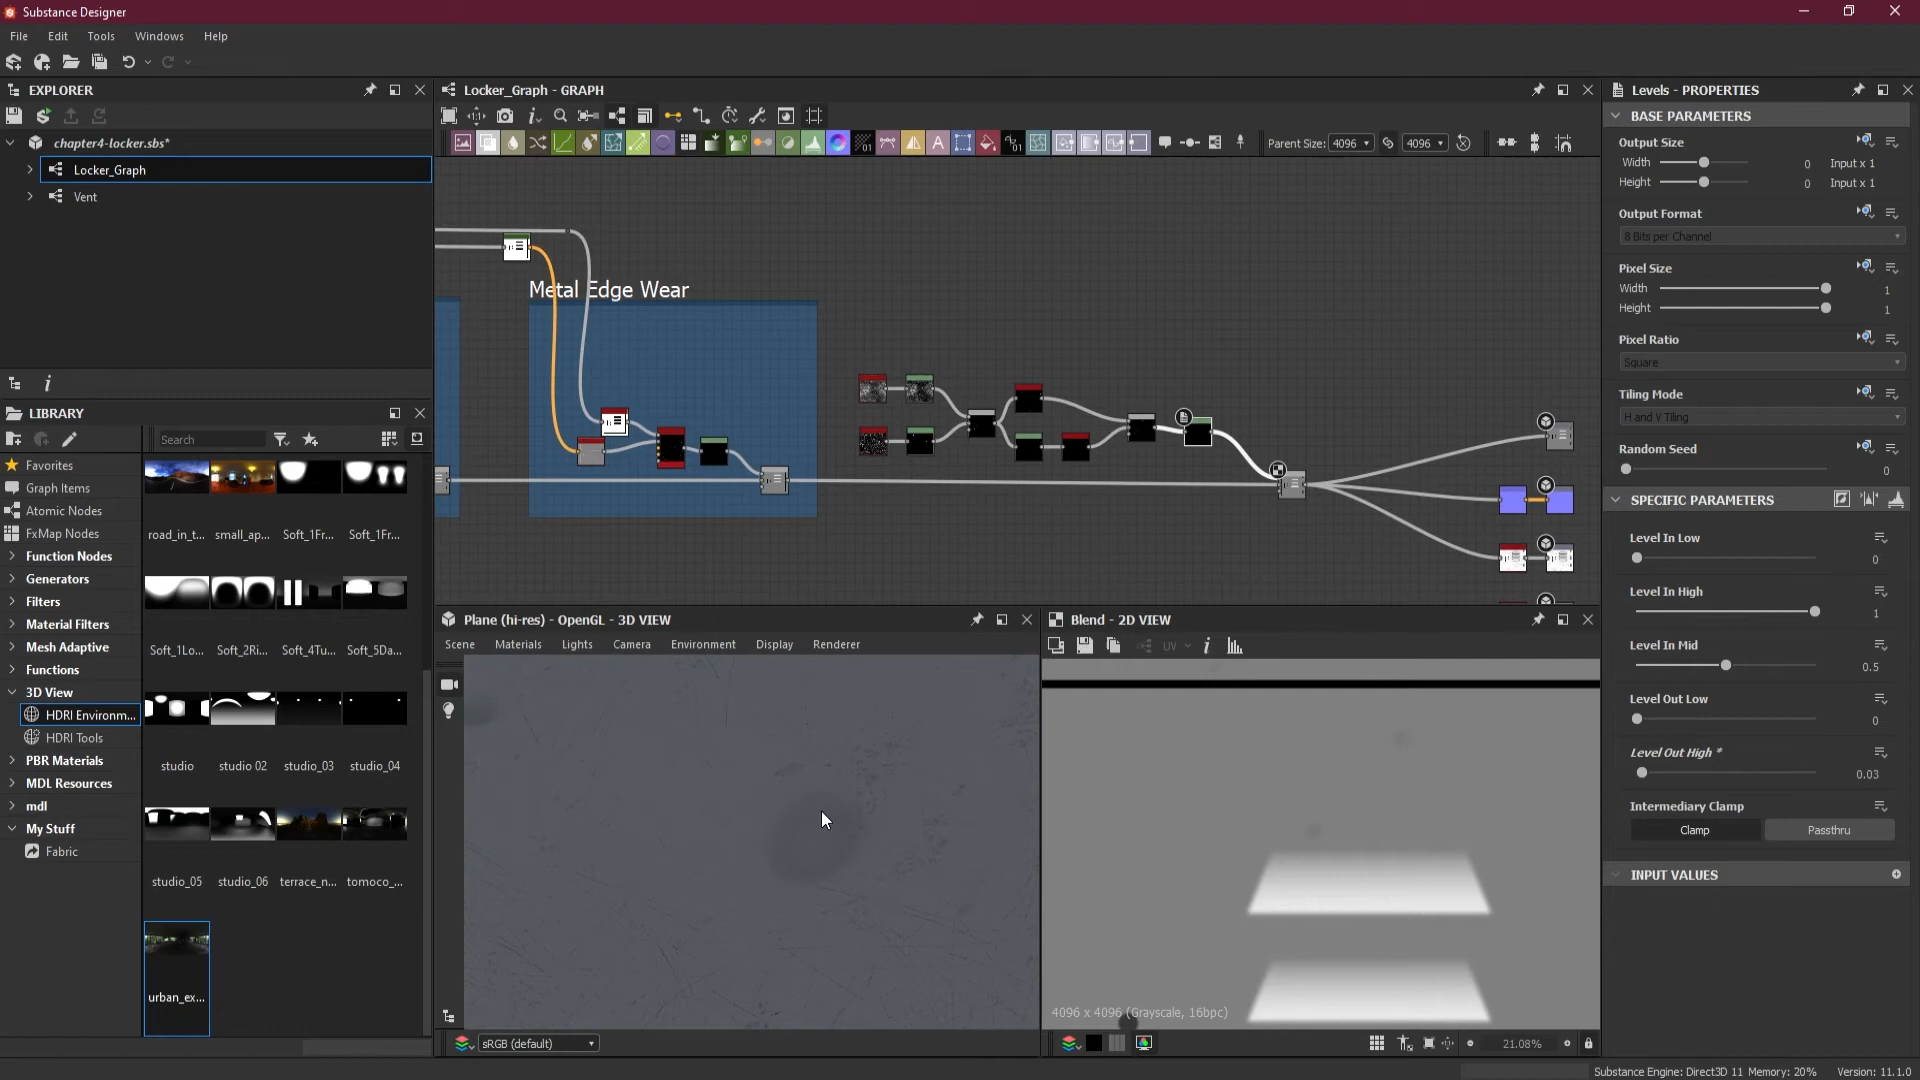 Substance Designer
File Edit Tools Windows Help
EXPLORER
chapter4-locker.sbs*
Locker_Graph
Vent
LIBRARY
Search
Favorites
Graph Items
Atomic Nodes
FxMap Nodes
Function Nodes
Generators
Filters
Material Filters
Mesh Adaptive
Functions
3D View
HDRI Environm...
HDRI Tools
PBR Materials
MDL Resources
mdl
My Stuff
Fabric
road_in_t... small_ap... Soft_1Fr... Soft_1Fr...
Soft_1Lo... Soft_2Ri... Soft_4Tu... Soft_5Da...
studio studio 02 studio_03 studio_04
studio_05 studio_06 terrace_n... tomoco_...
urban_ex...
Locker_Graph - GRAPH
Parent Size: 4096 4096
Metal Edge Wear
Plane (hi-res) - OpenGL - 3D VIEW
Scene Materials Lights Camera Environment Display Renderer
sRGB (default)
Blend - 2D VIEW
UV
4096 x 4096 (Grayscale, 16bpc)
21.08%
Levels - PROPERTIES
BASE PARAMETERS
Output Size
Width 0 Input x 1
Height 0 Input x 1
Output Format
8 Bits per Channel
Pixel Size
Width 1
Height 1
Pixel Ratio
Square
Tiling Mode
H and V Tiling
Random Seed
0
SPECIFIC PARAMETERS
Level In Low
0
Level In High
1
Level In Mid
0.5
Level Out Low
0
Level Out High *
0.03
Intermediary Clamp
Clamp Passthru
INPUT VALUES
Substance Engine: Direct3D 11 Memory: 20% Version: 11.1.0